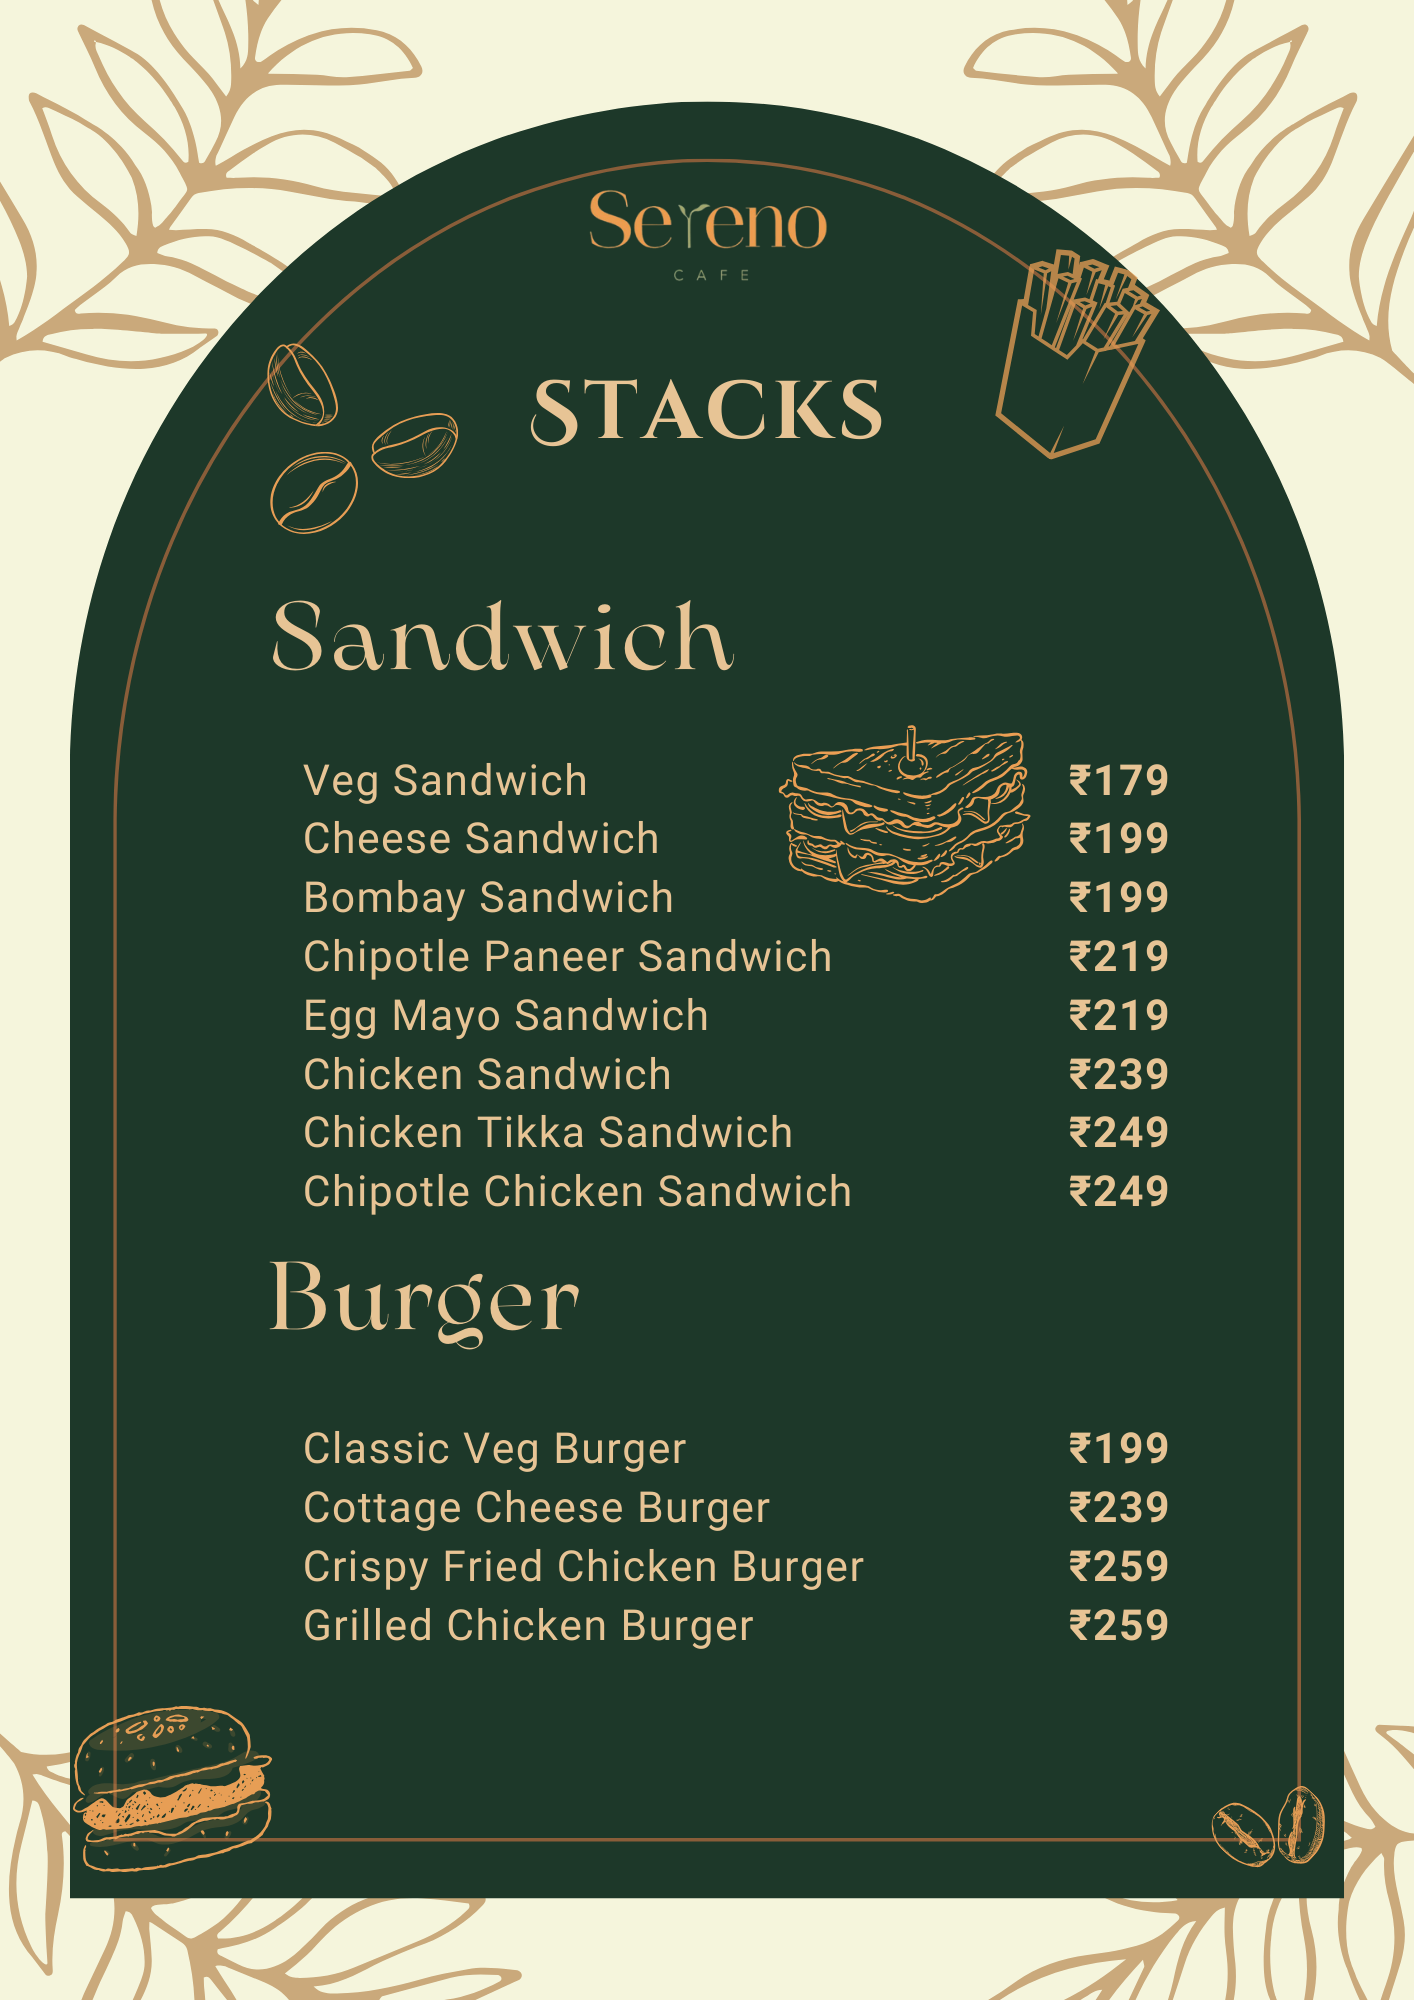 Sereno
CAFE
STACKS
Sandwich
Veg Sandwich ₹179
Cheese Sandwich ₹199
Bombay Sandwich ₹199
Chipotle Paneer Sandwich ₹219
Egg Mayo Sandwich ₹219
Chicken Sandwich ₹239
Chicken Tikka Sandwich ₹249
Chipotle Chicken Sandwich ₹249
Burger
Classic Veg Burger ₹199
Cottage Cheese Burger ₹239
Crispy Fried Chicken Burger ₹259
Grilled Chicken Burger ₹259